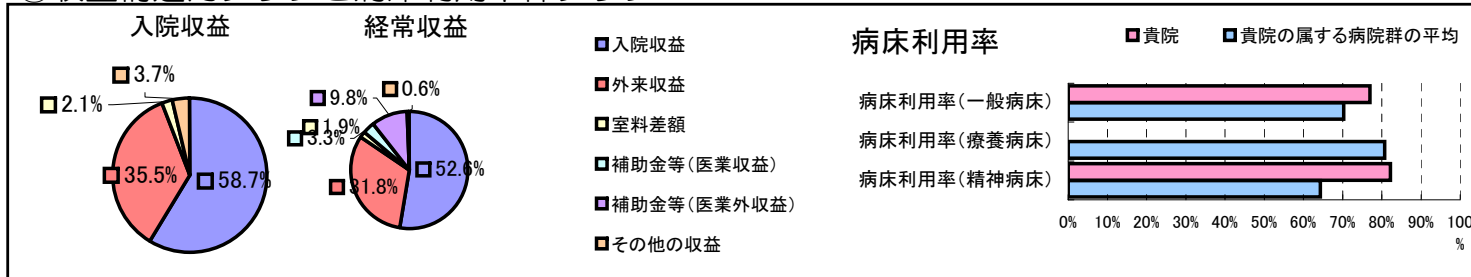 入院収益
3.7%
2.1%
35.5%
58.7%
経常収益
0.6%
9.8%
1.9%
3.3%
31.8%
52.6%
入院収益
外来収益
室料差額
補助金等(医業収益)
補助金等(医業外収益)
その他の収益
病床利用率
貴院
貴院の属する病院群の平均
病床利用率(一般病床)
病床利用率(療養病床)
病床利用率(精神病床)
0% 10% 20% 30% 40% 50% 60% 70% 80% 90% 100
%